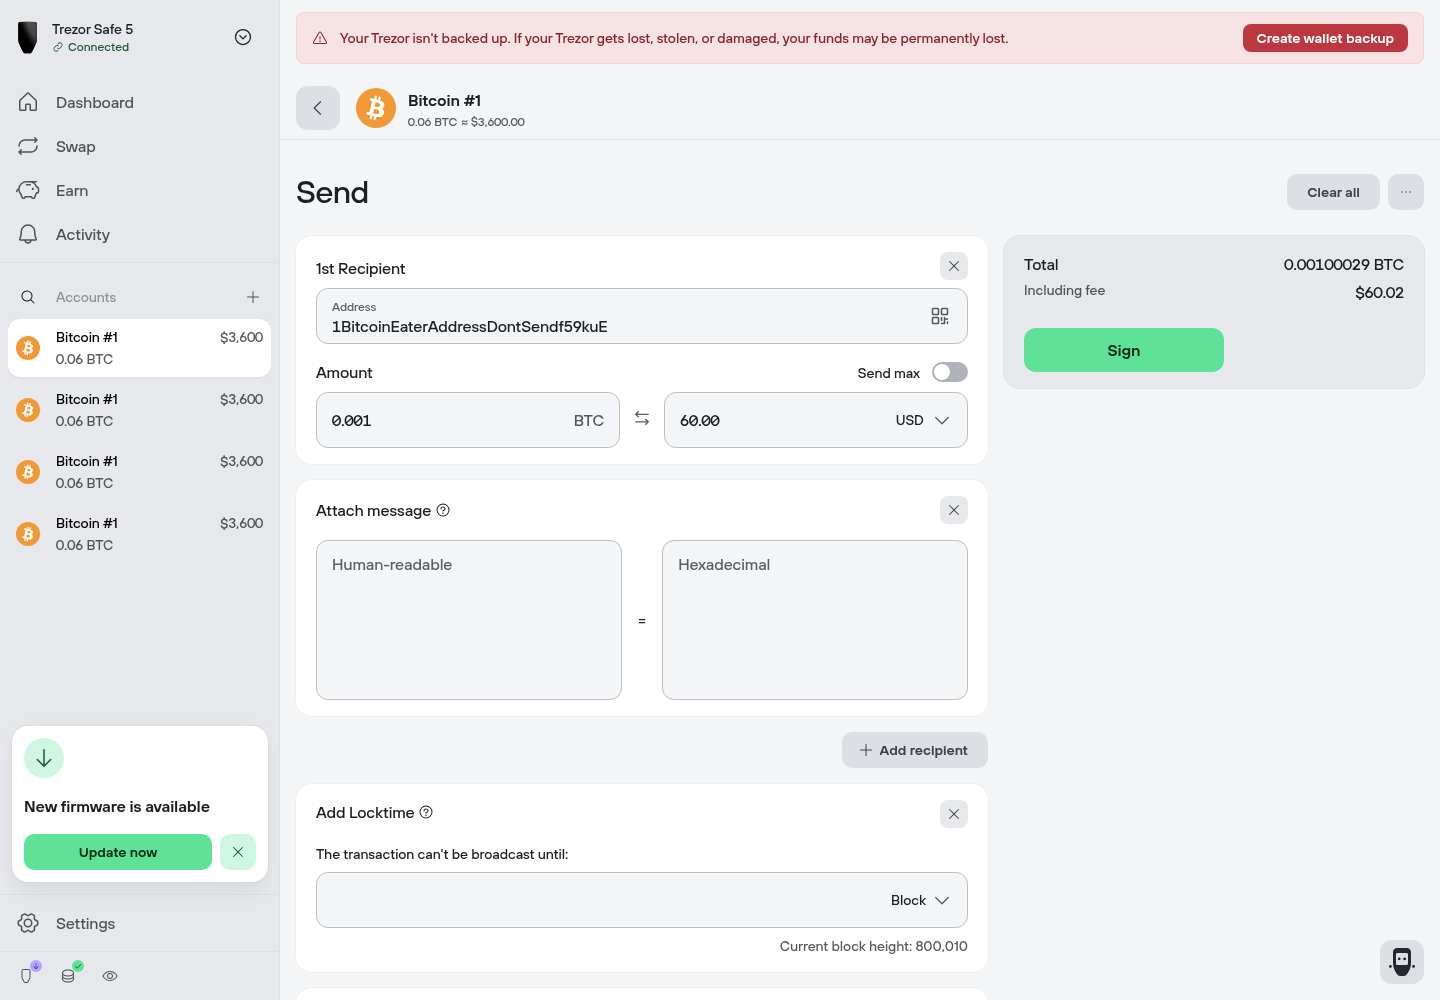 Trezor Safe 5
Connected
Dashboard
Swap
Earn
Activity
Accounts
Bitcoin #1 $3,600
0.06 BTC
Bitcoin #1 $3,600
0.06 BTC
Bitcoin #1 $3,600
0.06 BTC
Bitcoin #1 $3,600
0.06 BTC
New firmware is available
Update now
Settings
Your Trezor isn't backed up. If your Trezor gets lost, stolen, or damaged, your funds may be permanently lost.
Create wallet backup
Bitcoin #1
0.06 BTC ≈ $3,600.00
Send
Clear all
1st Recipient
Address
1BitcoinEaterAddressDontSendf59kuE
Amount
Send max
0.001 BTC
60.00 USD
Attach message
Human-readable
=
Hexadecimal
Add recipient
Add Locktime
The transaction can't be broadcast until:
Block
Current block height: 800,010
Total 0.00100029 BTC
Including fee $60.02
Sign